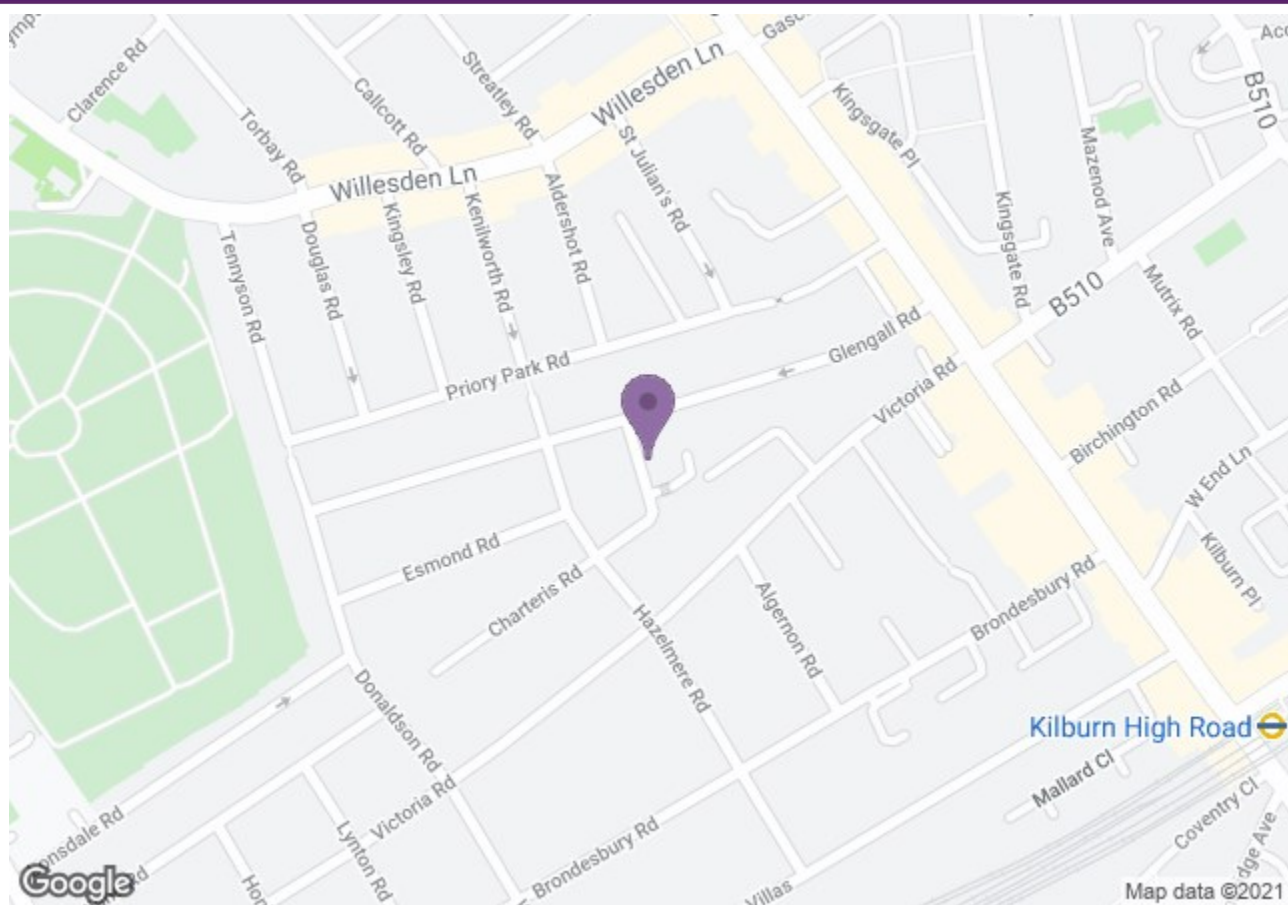 Clarence Rd
Callcott Rd
Streatley Rd
Willesden Ln
Kingsgate Pl
B510
Torbay Rd
St Julian's Rd
Mazenod Ave
Willesden Ln
Aldershot Rd
Kingsley Rd
Kenilworth Rd
Kingsgate Rd
Tennyson Rd
Douglas Rd
B510
Mutrix Rd
Glengall Rd
Priory Park Rd
Victoria Rd
Birchington Rd
W End Ln
Esmond Rd
Kilburn Pl
Charteris Rd
Algernon Rd
Brondesbury Rd
Hazelmere Rd
Donaldson Rd
Kilburn High Road
Mallard Cl
Victoria Rd
Lynton Rd
Coventry Cl
Brondesbury Rd
Villas
Google
Map data ©2021